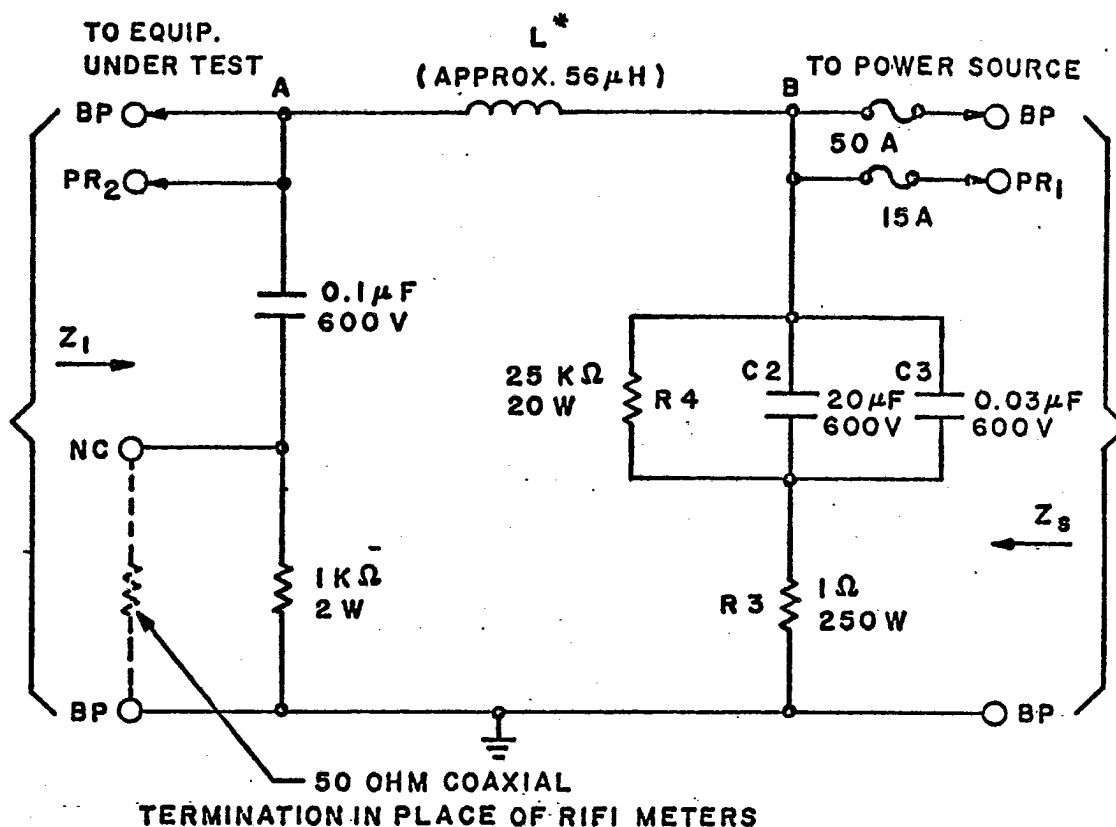 TO EQUIP.
UNDER TEST
L*
(APPROX. 56μH)
TO POWER SOURCE
A
B
BP
BP
50 A
PR2
PR1
15A
0.1μF
600 V
Z1
25 KΩ
20 W
R4
C2
20μF
600V
C3
0.03μF
600V
NC
Zs
1KΩ
2 W
R3
1Ω
250W
BP
BP
50 OHM COAXIAL
TERMINATION IN PLACE OF RIFI METERS